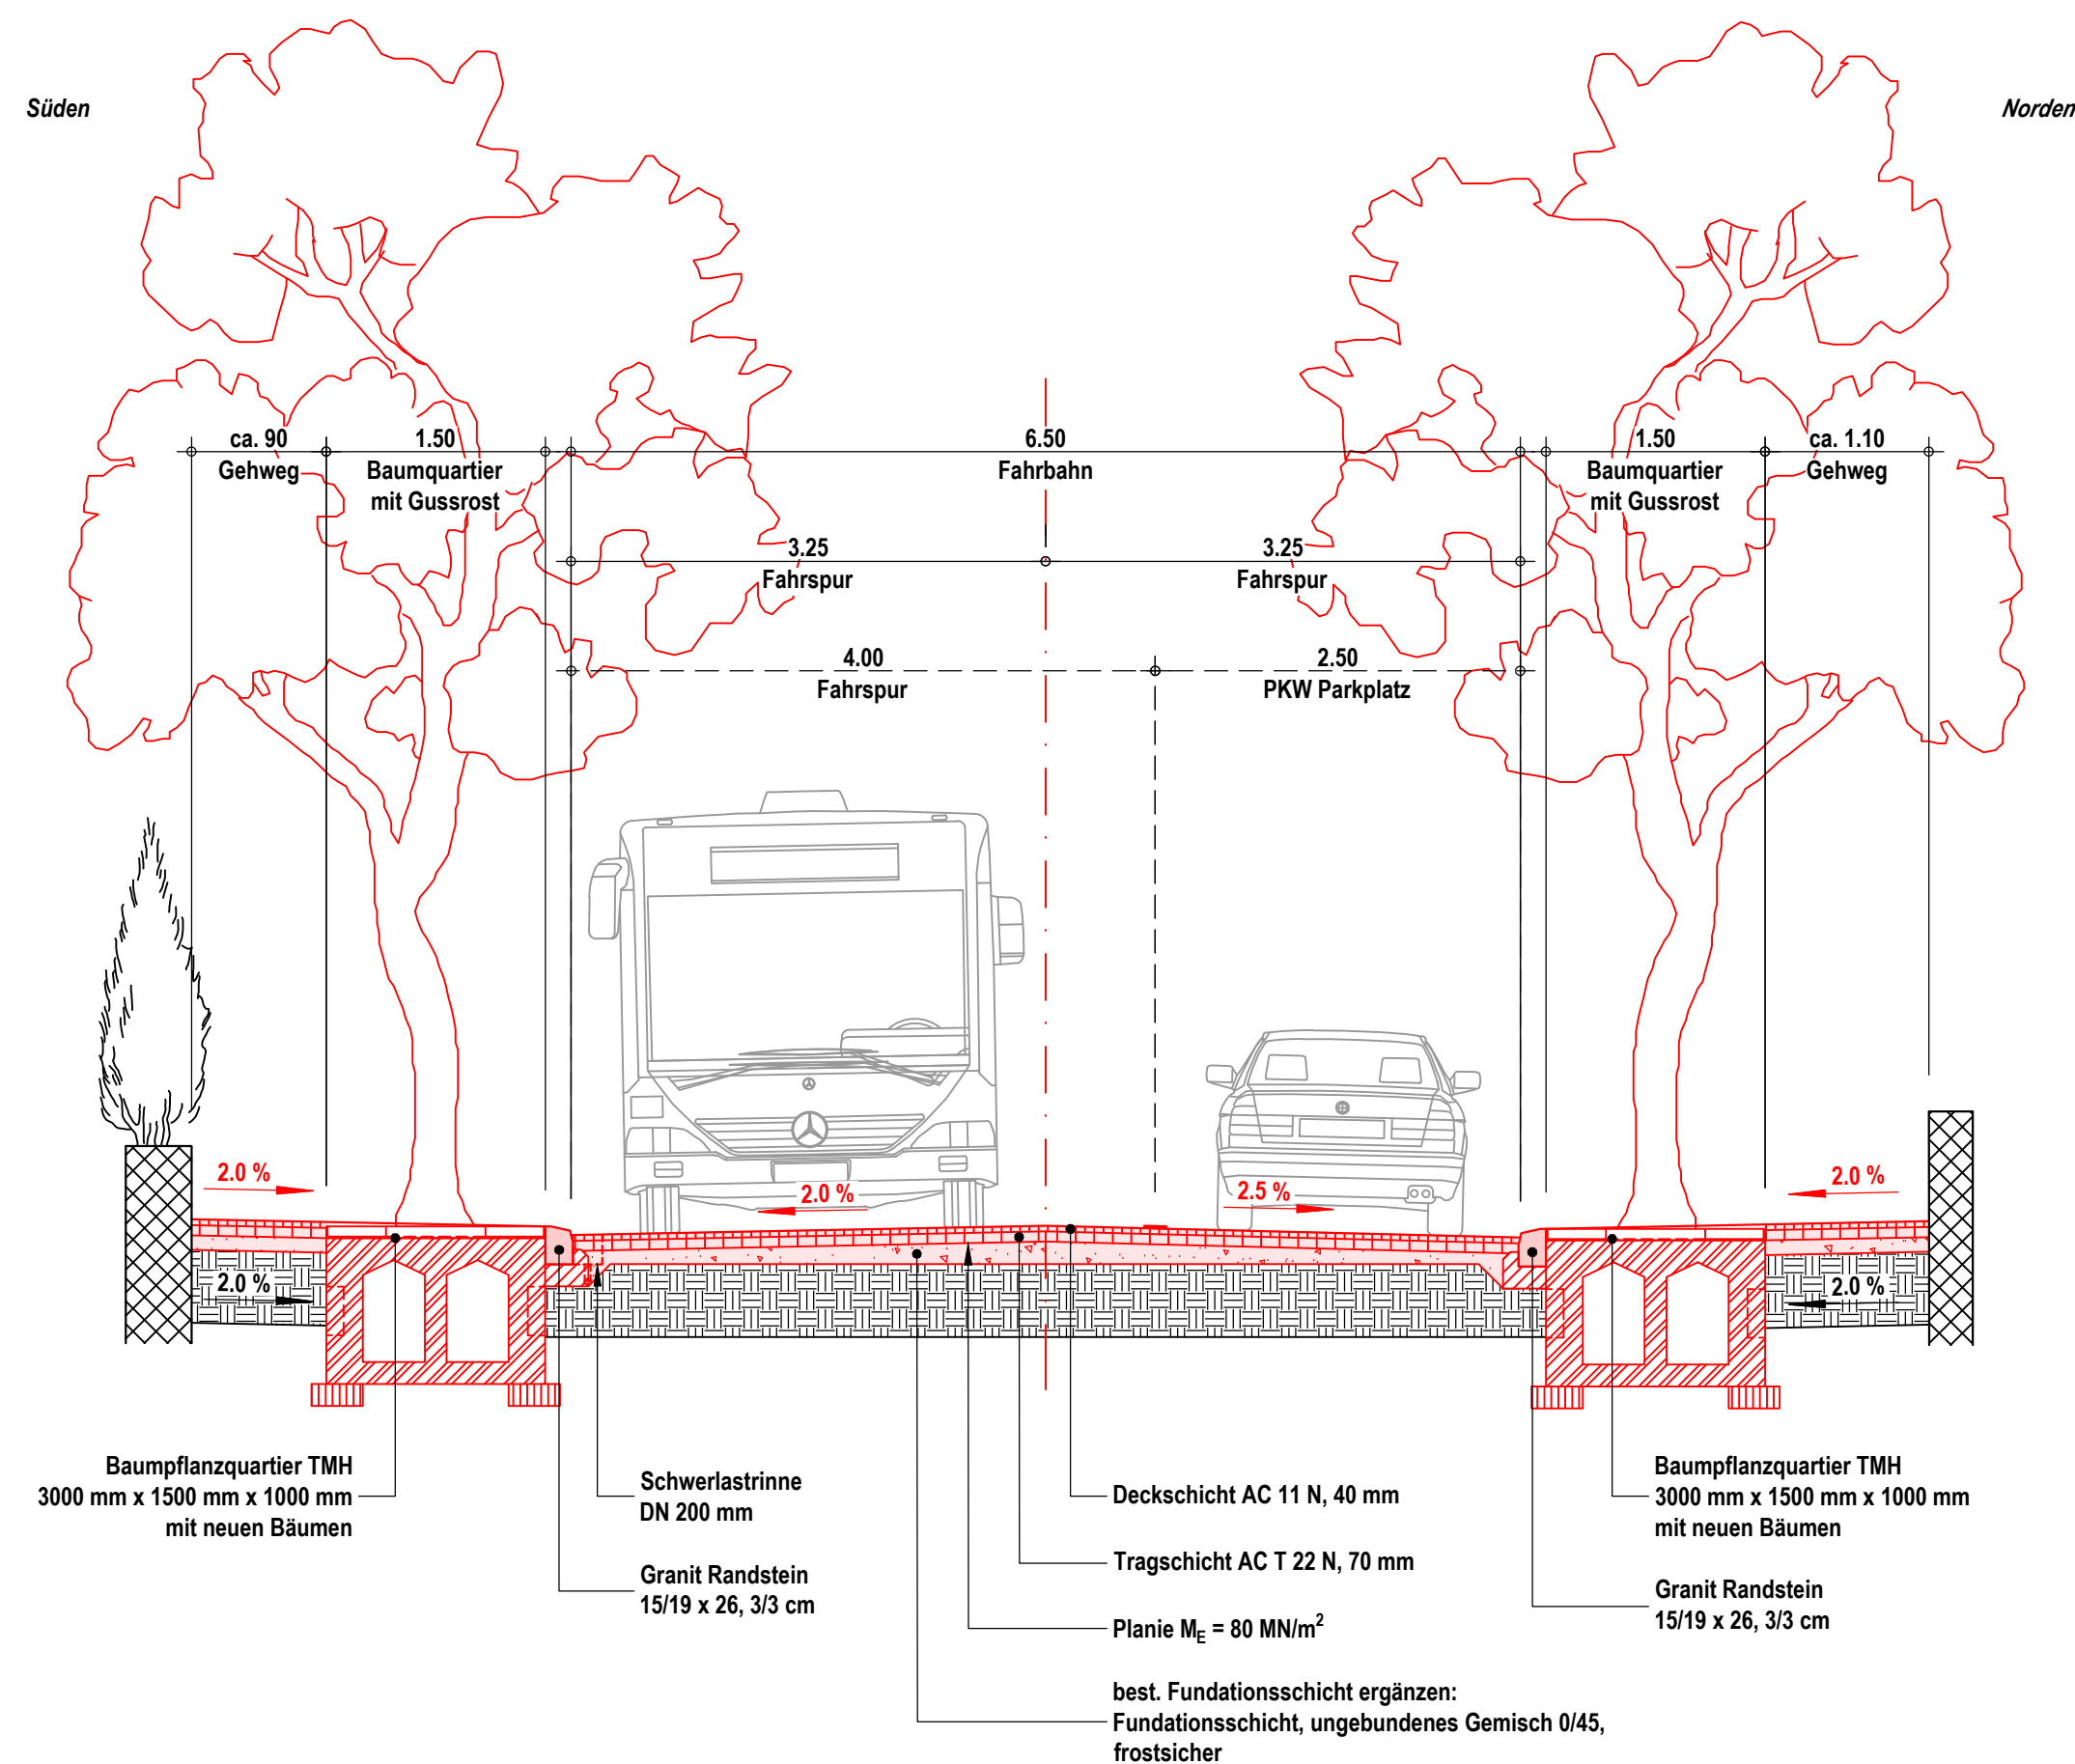 Süden
Norden
ca. 90
Gehweg
1.50
Baumquartier
mit Gussrost
6.50
Fahrbahn
1.50
Baumquartier
mit Gussrost
ca. 1.10
Gehweg
3.25
Fahrspur
3.25
Fahrspur
4.00
Fahrspur
2.50
PKW Parkplatz
2.0 %
2.0 %
2.5 %
2.0 %
2.0 %
2.0 %
Baumpflanzquartier TMH
3000 mm x 1500 mm x 1000 mm
mit neuen Bäumen
Schwerlastrinne
DN 200 mm
Granit Randstein
15/19 x 26, 3/3 cm
Deckschicht AC 11 N, 40 mm
Tragschicht AC T 22 N, 70 mm
Planie M_E = 80 MN/m²
best. Fundationsschicht ergänzen:
Fundationsschicht, ungebundenes Gemisch 0/45,
frostsicher
Baumpflanzquartier TMH
3000 mm x 1500 mm x 1000 mm
mit neuen Bäumen
Granit Randstein
15/19 x 26, 3/3 cm